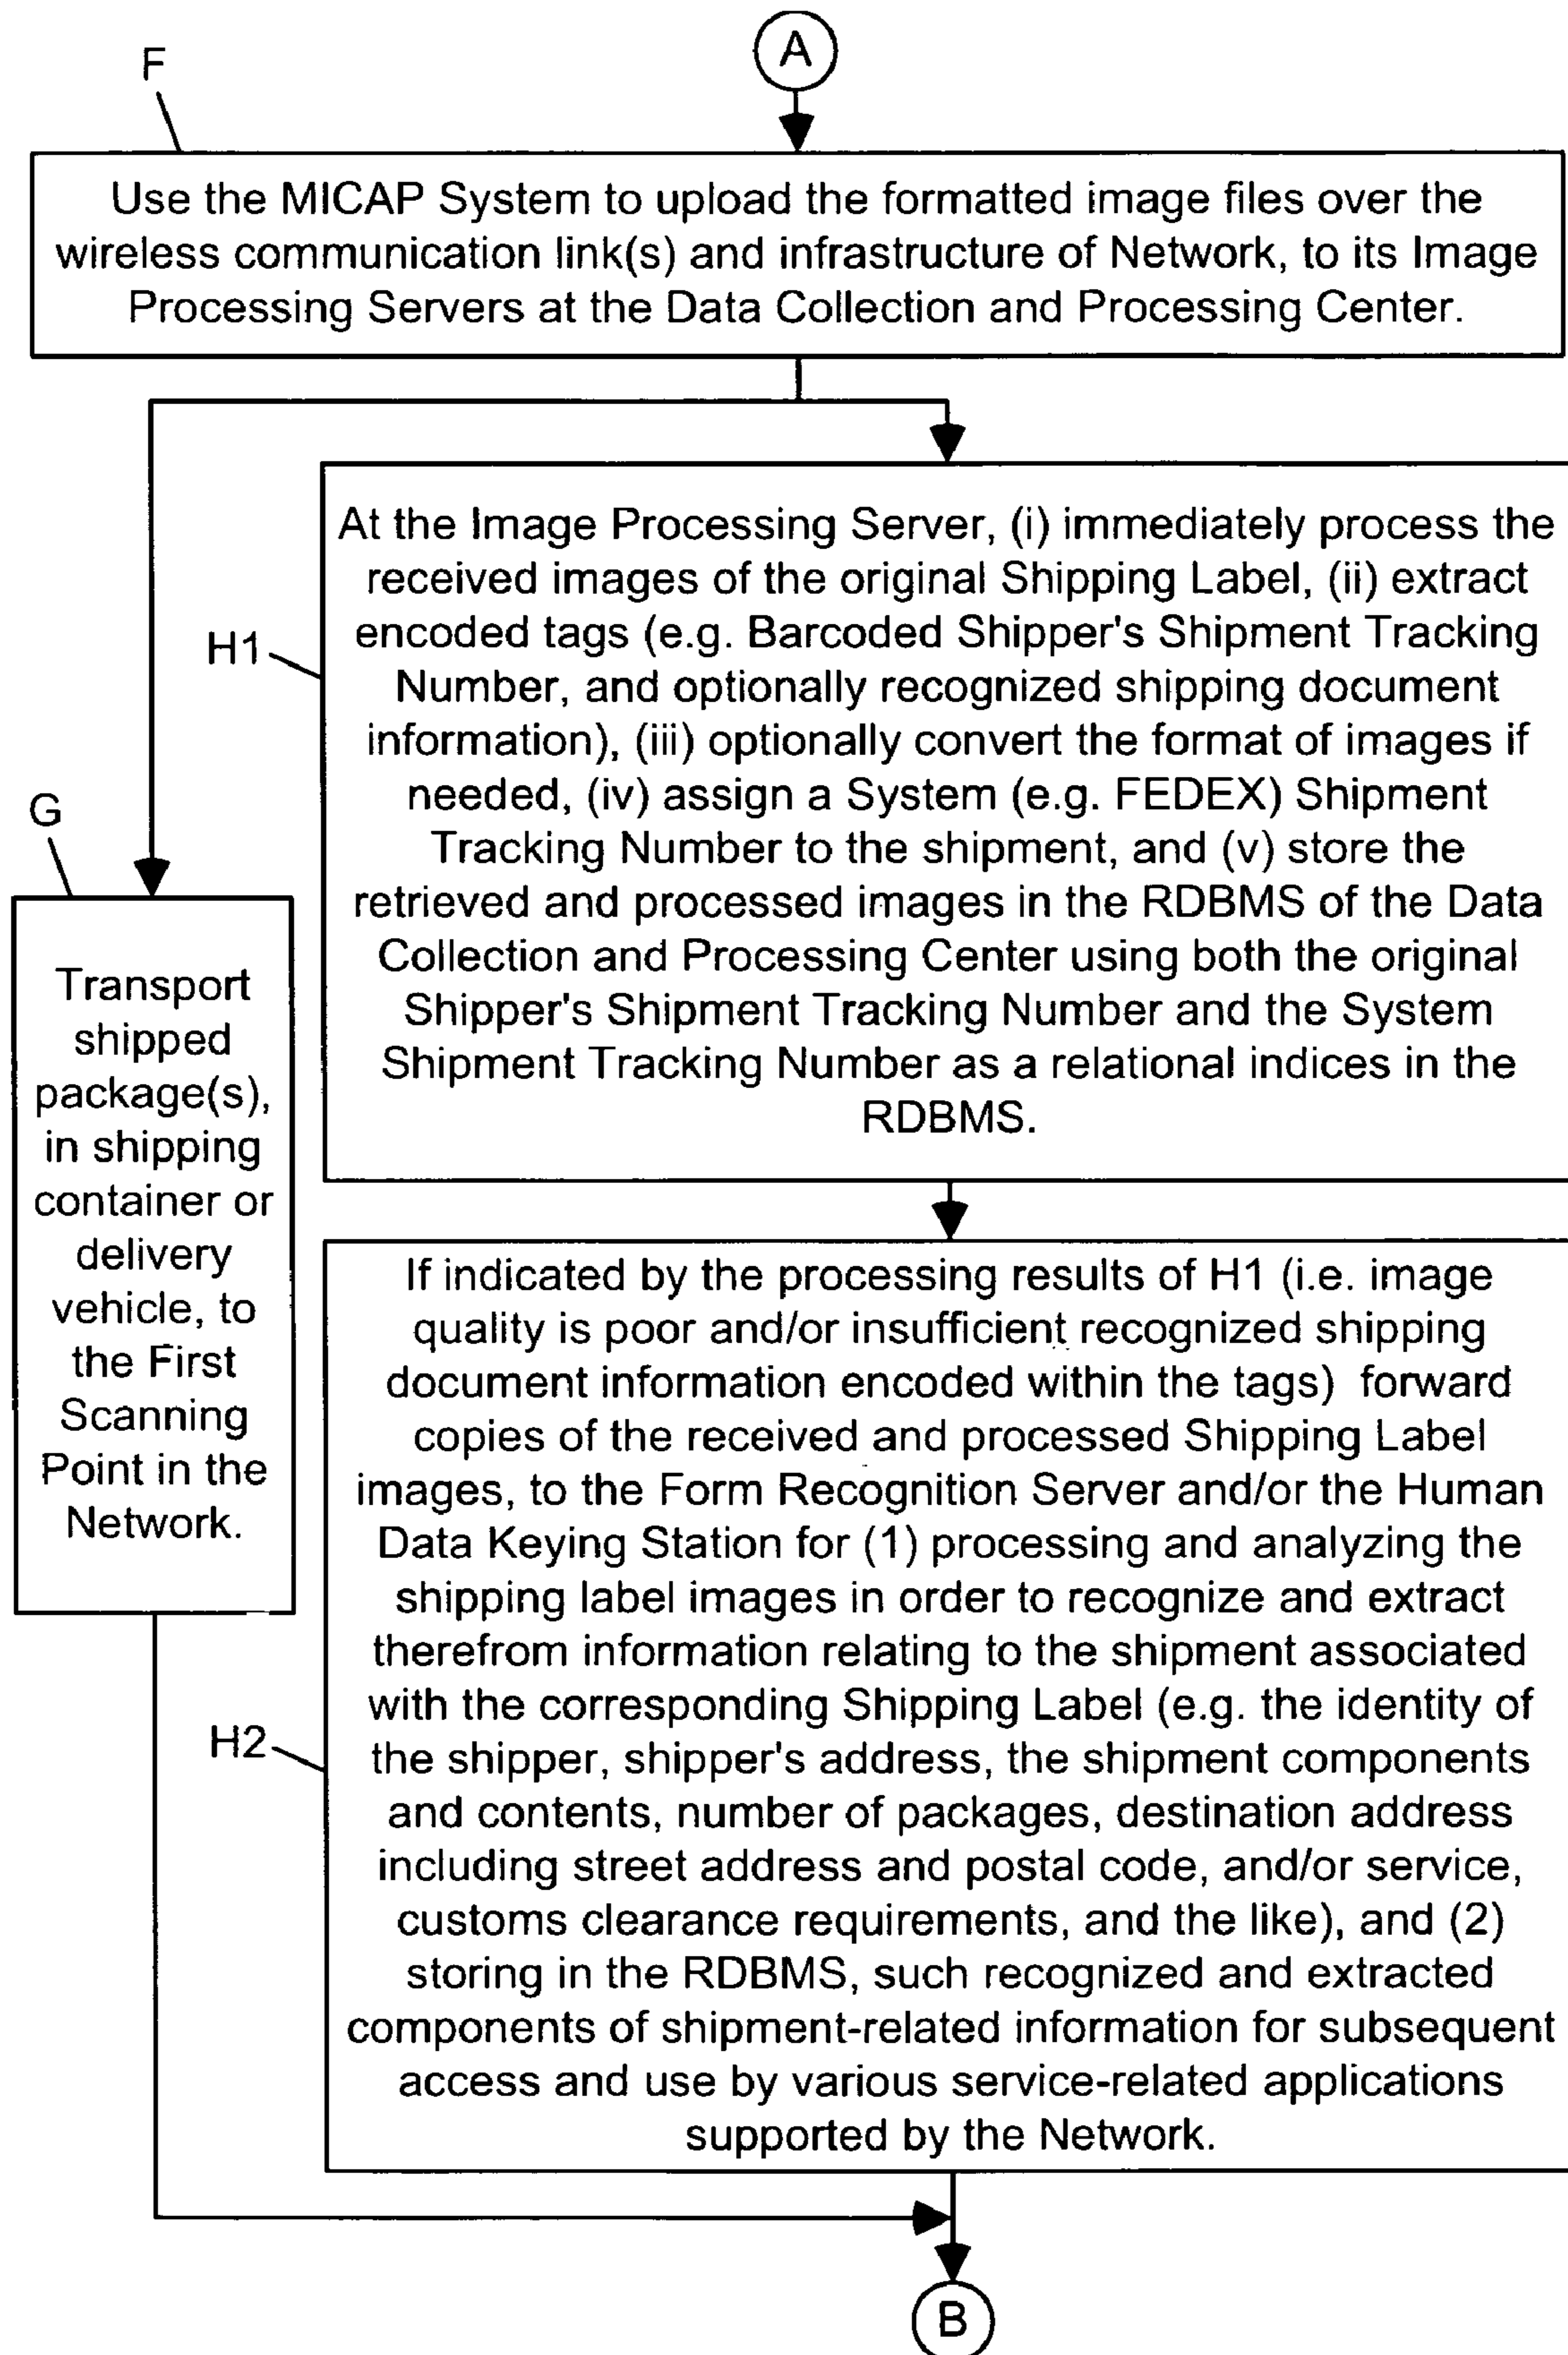 A
F
Use the MICAP System to upload the formatted image files over the
wireless communication link(s) and infrastructure of Network, to its Image
Processing Servers at the Data Collection and Processing Center.
H1
At the Image Processing Server, (i) immediately process the
received images of the original Shipping Label, (ii) extract
encoded tags (e.g. Barcoded Shipper's Shipment Tracking
Number, and optionally recognized shipping document
information), (iii) optionally convert the format of images if
needed, (iv) assign a System (e.g. FEDEX) Shipment
Tracking Number to the shipment, and (v) store the
retrieved and processed images in the RDBMS of the Data
Collection and Processing Center using both the original
Shipper's Shipment Tracking Number and the System
Shipment Tracking Number as a relational indices in the
RDBMS.
G
Transport
shipped
package(s),
in shipping
container or
delivery
vehicle, to
the First
Scanning
Point in the
Network.
H2
If indicated by the processing results of H1 (i.e. image
quality is poor and/or insufficient recognized shipping
document information encoded within the tags) forward
copies of the received and processed Shipping Label
images, to the Form Recognition Server and/or the Human
Data Keying Station for (1) processing and analyzing the
shipping label images in order to recognize and extract
therefrom information relating to the shipment associated
with the corresponding Shipping Label (e.g. the identity of
the shipper, shipper's address, the shipment components
and contents, number of packages, destination address
including street address and postal code, and/or service,
customs clearance requirements, and the like), and (2)
storing in the RDBMS, such recognized and extracted
components of shipment-related information for subsequent
access and use by various service-related applications
supported by the Network.
B